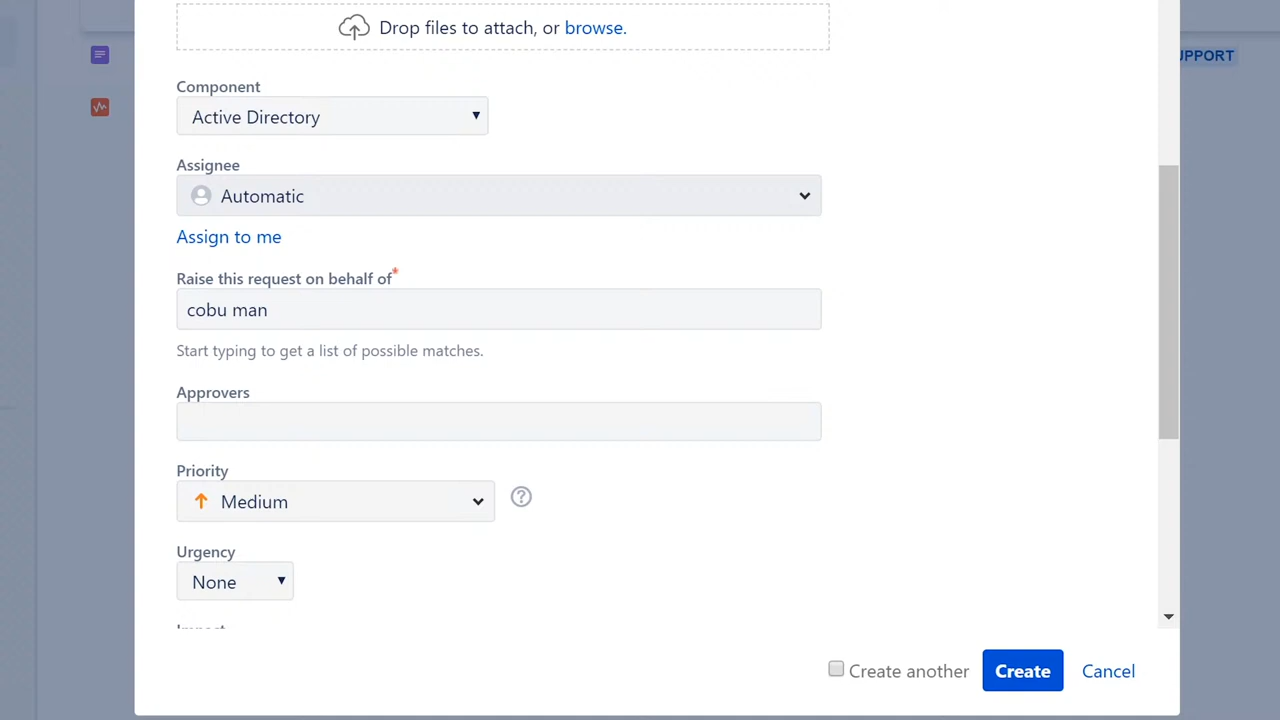 Drop files to attach, or browse.
UPPORT
Component
Active Directory
Assignee
Automatic
Assign to me
Raise this request on behalf of*
cobu man
Start typing to get a list of possible matches.
Approvers
Priority
Medium
Urgency
None
Impact
Create another
Create
Cancel